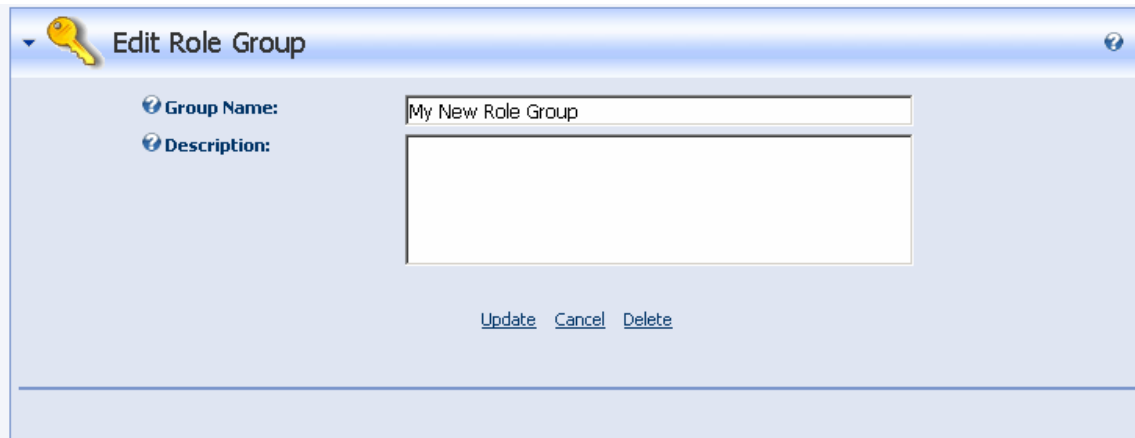 Edit Role Group
Group Name: My New Role Group
Description:
Update Cancel Delete